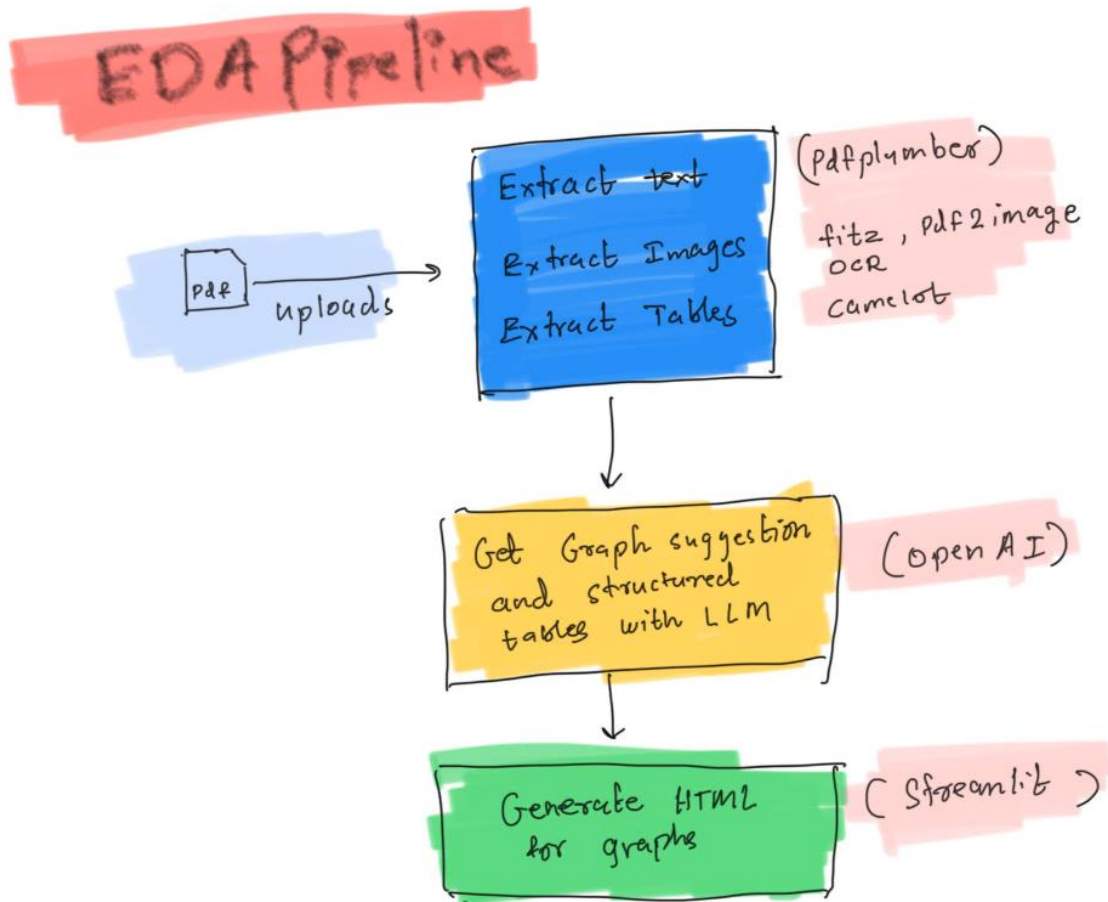 EDA Pipeline
Pdf
uploads
Extract text
Extract Images
Extract Tables
(Pdfplumber)
fitz, Pdf2image
OCR
Camelot
Get Graph suggestion
and structured
tables with LLM
(Open AI)
Generate HTML
for graphs
(Streamlit)